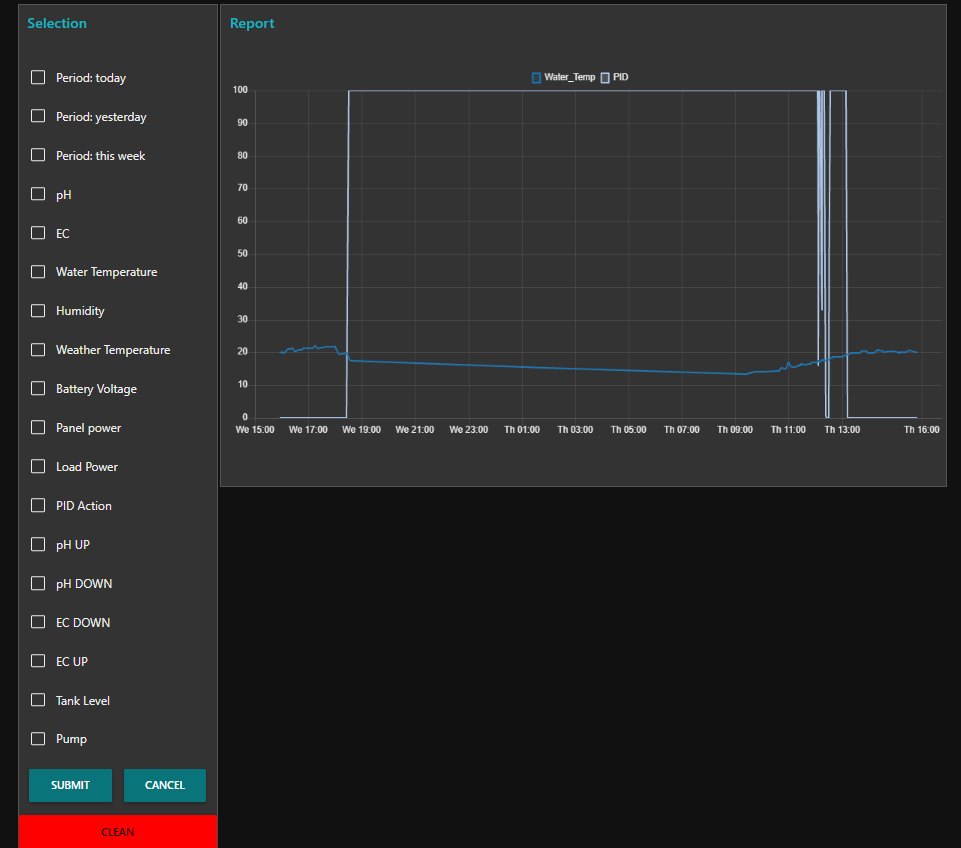 Selection
Period: today
Period: yesterday
Period: this week
pH
EC
Water Temperature
Humidity
Weather Temperature
Battery Voltage
Panel power
Load Power
PID Action
pH UP
pH DOWN
EC DOWN
EC UP
Tank Level
Pump
SUBMIT CANCEL
CLEAN
Report
Water_Temp PID
100
90
80
70
60
50
40
30
20
10
0
We 15:00 We 17:00 We 19:00 We 21:00 We 23:00 Th 01:00 Th 03:00 Th 05:00 Th 07:00 Th 09:00 Th 11:00 Th 13:00 Th 16:00